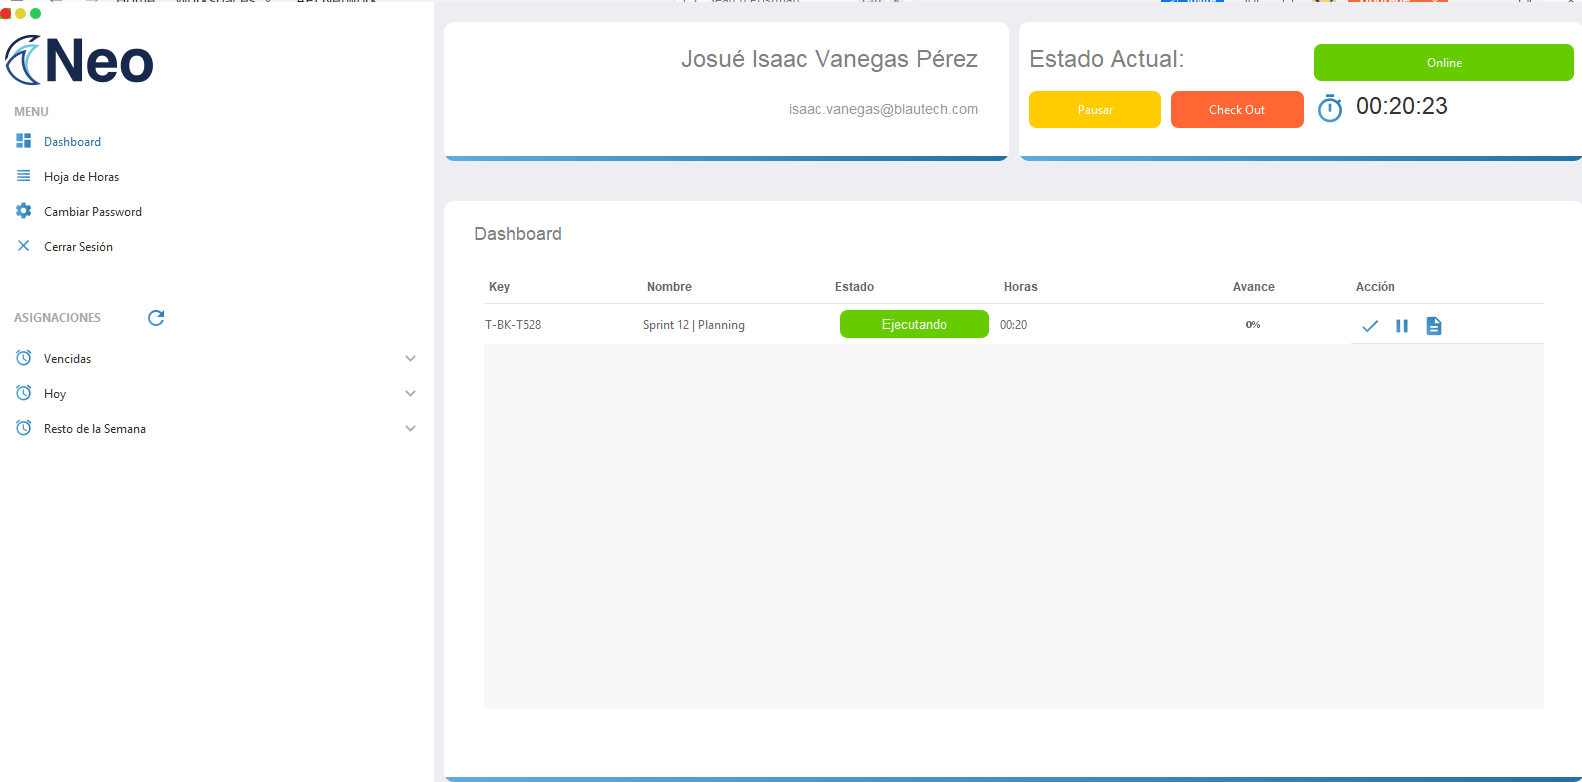 Neo
MENU
Dashboard
Hoja de Horas
Cambiar Password
Cerrar Sesión
ASIGNACIONES
Vencidas
Hoy
Resto de la Semana
Josué Isaac Vanegas Pérez
isaac.vanegas@blautech.com
Estado Actual:
Online
Pausar
Check Out
00:20:23
Dashboard
Key Nombre Estado Horas Avance Acción
T-BK-T528 Sprint 12 | Planning Ejecutando 00:20 0%